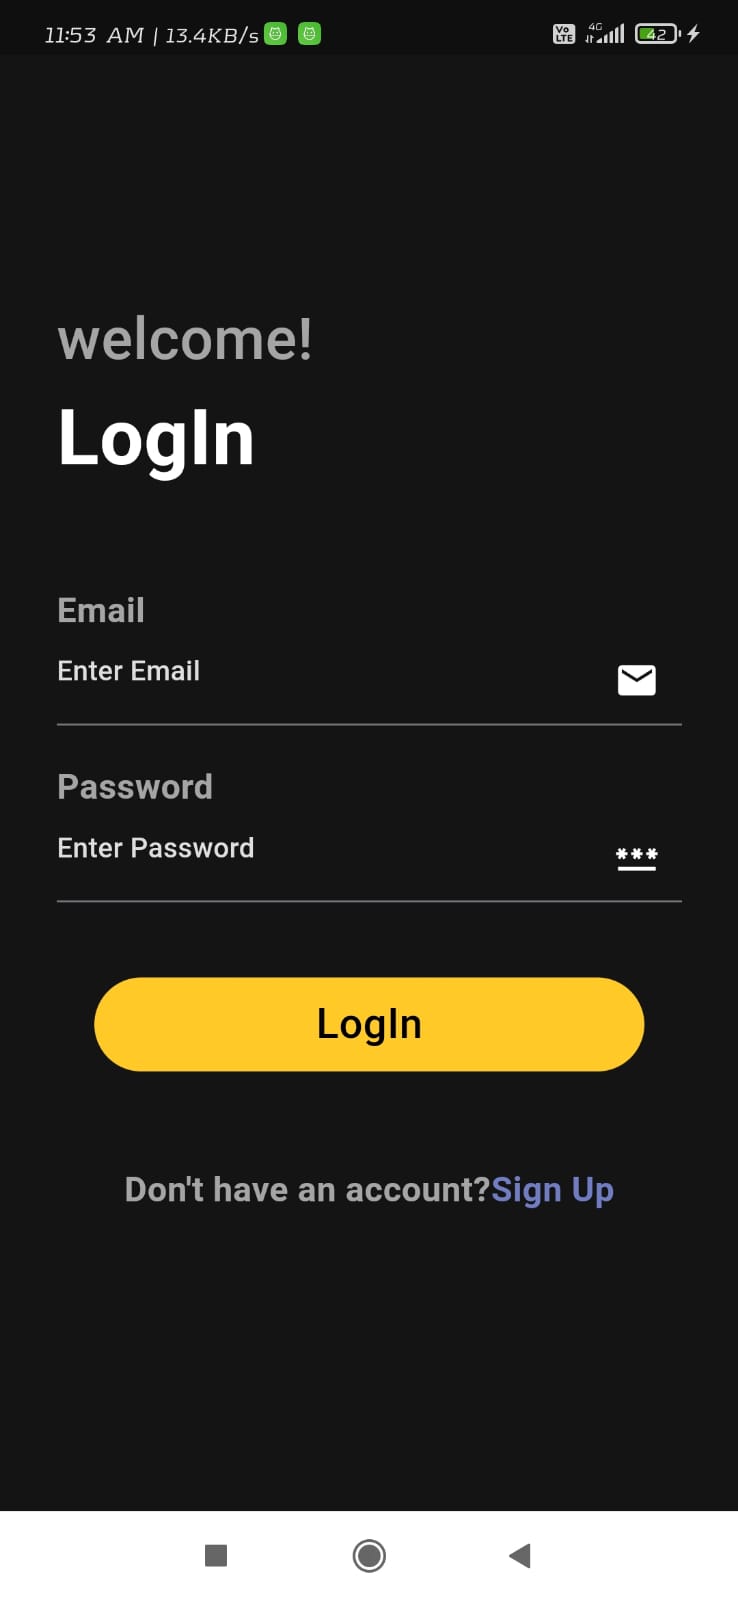 11:53 AM | 13.4KB/s Vo LTE 4G 42
welcome!
LogIn
Email
Enter Email
Password
Enter Password
***
LogIn
Don't have an account?Sign Up